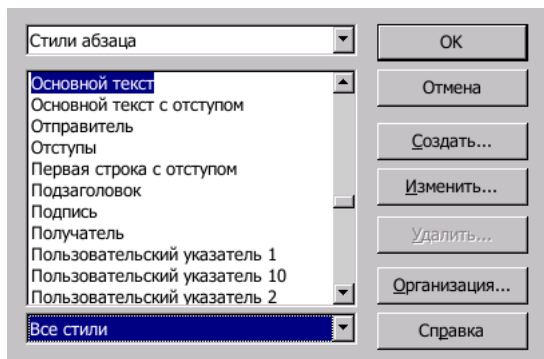 Стили абзаца
Основной текст
Основной текст с отступом
Отправитель
Отступы
Первая строка с отступом
Подзаголовок
Подпись
Получатель
Пользовательский указатель 1
Пользовательский указатель 10
Пользовательский указатель 2
Все стили
OK
Отмена
Создать...
Изменить...
Удалить...
Организация...
Справка